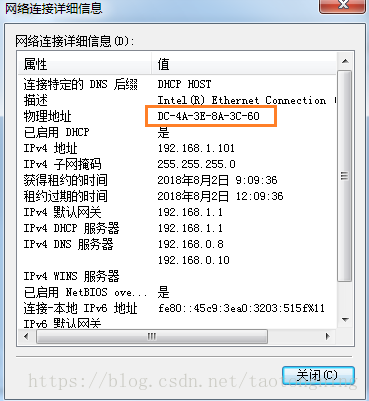 网络连接详细信息
网络连接详细信息(D):
属性 值
连接特定的 DNS 后缀 DHCP HOST
描述 Intel(R) Ethernet Connection
物理地址 DC-4A-3E-8A-3C-60
已启用 DHCP 是
IPv4 地址 192.168.1.101
IPv4 子网掩码 255.255.255.0
获得租约的时间 2018年8月2日 9:09:36
租约过期的时间 2018年8月2日 12:09:36
IPv4 默认网关 192.168.1.1
IPv4 DHCP 服务器 192.168.1.1
IPv4 DNS 服务器 192.168.0.8
192.168.0.10
IPv4 WINS 服务器
已启用 NetBIOS ove... 是
连接-本地 IPv6 地址 fe80::45c9:3ea0:3203:515f%11
IPv6 默认网关
关闭(C)